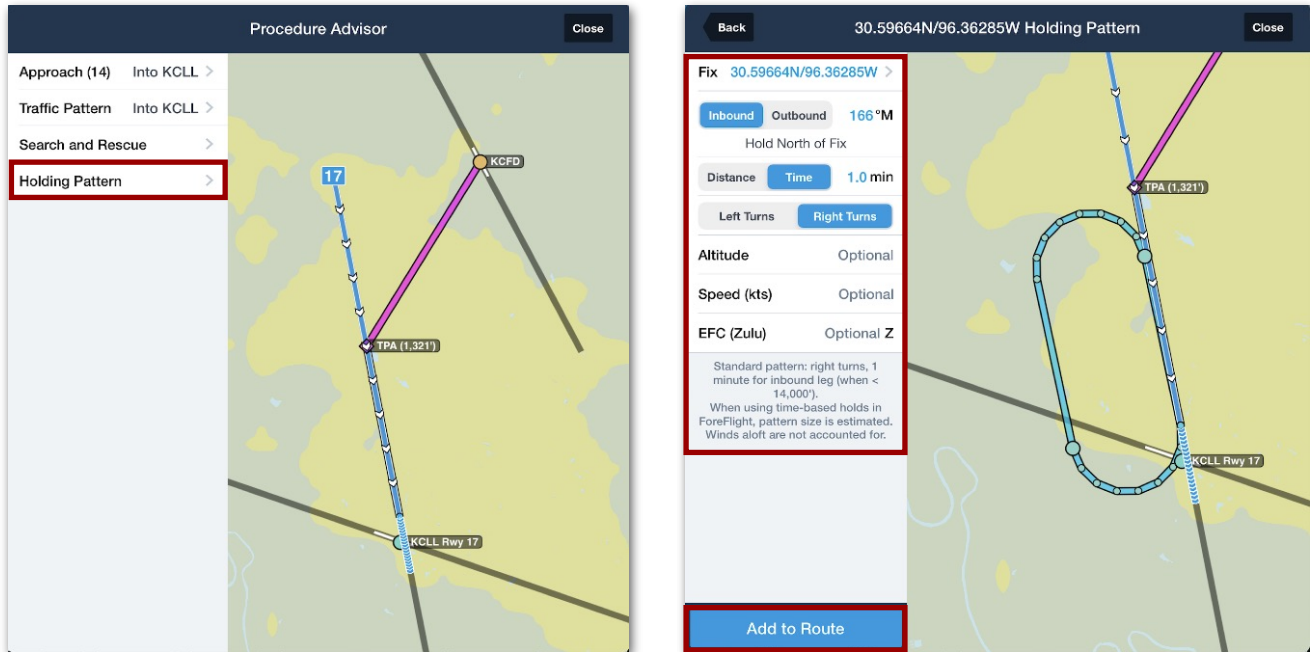 Procedure Advisor
Close
Approach (14) Into KCLL >
Traffic Pattern Into KCLL >
Search and Rescue >
Holding Pattern >
17
KCFD
TPA (1,321')
KCLL Rwy 17
Back
30.59664N/96.36285W Holding Pattern
Close
Fix 30.59664N/96.36285W >
Inbound Outbound 166°M
Hold North of Fix
Distance Time 1.0 min
Left Turns Right Turns
Altitude Optional
Speed (kts) Optional
EFC (Zulu) Optional Z
Standard pattern: right turns, 1
minute for inbound leg (when <
14,000').
When using time-based holds in
ForeFlight, pattern size is estimated.
Winds aloft are not accounted for.
Add to Route
TPA (1,321')
KCLL Rwy 17